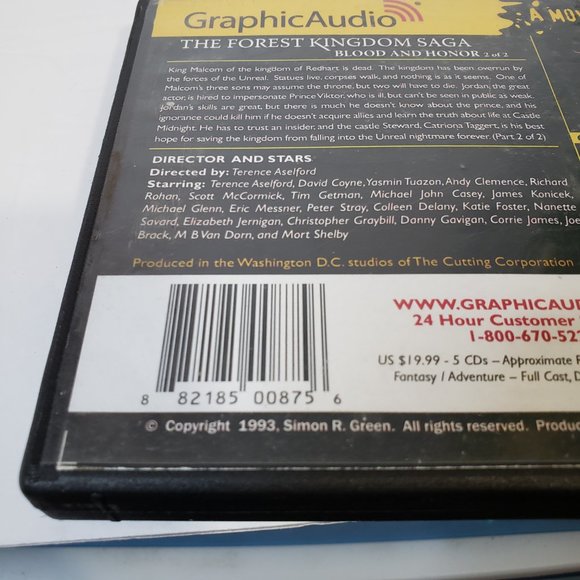 GraphicAudio
A MOV
THE FOREST KINGDOM SAGA
BLOOD AND HONOR 2 of 2
King Malcom of the kingdom of Redhart is dead. The kingdom has been overrun by
the forces of the Unreal. Statues live, corpses walk, and nothing is as it seems. One of
Malcom's three sons may assume the throne, but two will have to die. Jordan, the great
actor, is hired to impersonate Prince Viktor, who is ill, but can't be seen in public as weak.
Jordan's skills are great, but there is much he doesn't know about the prince, and his
ignorance could kill him if he doesn't acquire allies and learn the truth about life at Castle
Midnight. He has to trust an insider, and the castle Steward, Catriona Taggert, is his best
hope for saving the kingdom from falling into the Unreal nightmare forever. (Part 2 of 2)
DIRECTOR AND STARS
Directed by: Terence Aselford
Starring: Terence Aselford, David Coyne, Yasmin Tuazon, Andy Clemence, Richard
Rohan, Scott McCormick, Tim Getman, Michael John Casey, James Konicek,
Michael Glenn, Eric Messner, Peter Stray, Colleen Delany, Katie Foster, Nanette
Savard, Elizabeth Jernigan, Christopher Graybill, Danny Gavigan, Corrie James, Joe
Brack, M B Van Dorn, and Mort Shelby
Produced in the Washington D.C. studios of The Cutting Corporation
WWW.GRAPHICAU
24 Hour Customer
1-800-670-52
US $19.99 - 5 CDs – Approximate
Fantasy / Adventure – Full Cast, D
8 82185 00875 6
© Copyright 1993, Simon R. Green. All rights reserved. Produ